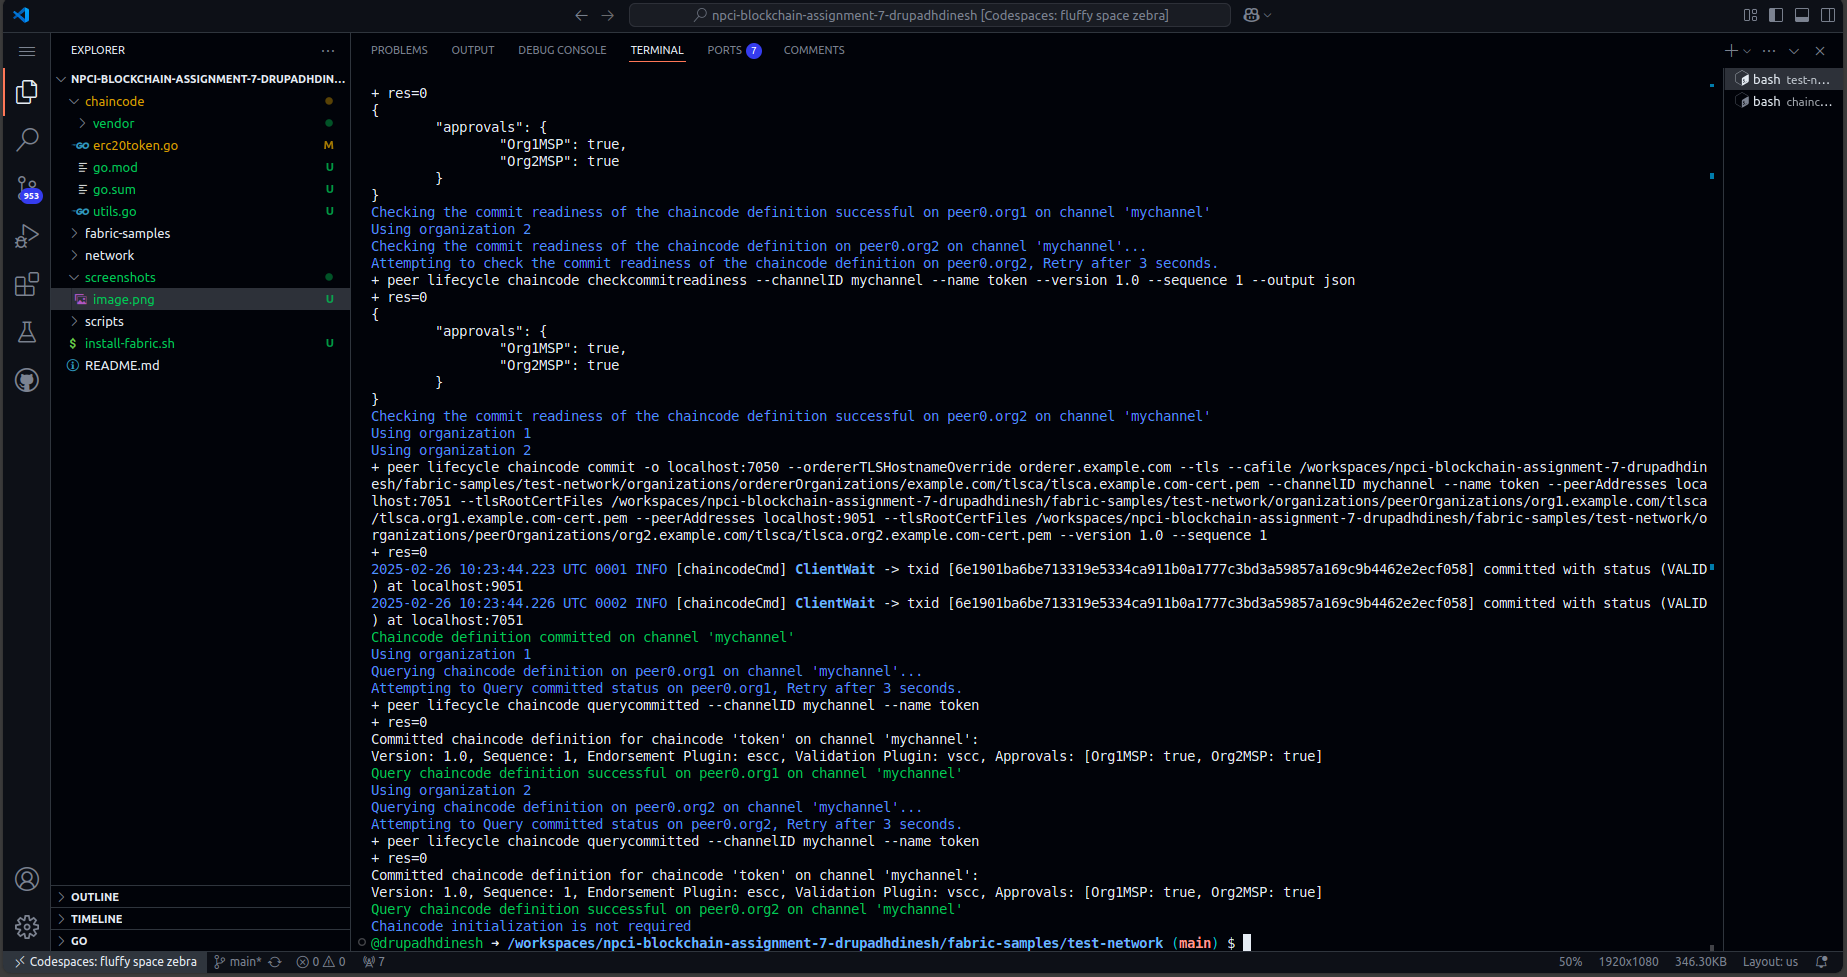 npci-blockchain-assignment-7-drupadhdinesh [Codespaces: fluffy space zebra]
EXPLORER
NPCI-BLOCKCHAIN-ASSIGNMENT-7-DRUPADHDIN...
chaincode
vendor
erc20token.go M
go.mod U
go.sum U
utils.go U
fabric-samples
network
screenshots
image.png U
scripts
$ install-fabric.sh U
README.md
953
OUTLINE
TIMELINE
GO
PROBLEMS OUTPUT DEBUG CONSOLE TERMINAL PORTS 7 COMMENTS
bash test-n...
bash chainc...
+ res=0
{
"approvals": {
"Org1MSP": true,
"Org2MSP": true
}
}
Checking the commit readiness of the chaincode definition successful on peer0.org1 on channel 'mychannel'
Using organization 2
Checking the commit readiness of the chaincode definition on peer0.org2 on channel 'mychannel'...
Attempting to check the commit readiness of the chaincode definition on peer0.org2, Retry after 3 seconds.
+ peer lifecycle chaincode checkcommitreadiness --channelID mychannel --name token --version 1.0 --sequence 1 --output json
+ res=0
{
"approvals": {
"Org1MSP": true,
"Org2MSP": true
}
}
Checking the commit readiness of the chaincode definition successful on peer0.org2 on channel 'mychannel'
Using organization 1
Using organization 2
+ peer lifecycle chaincode commit -o localhost:7050 --ordererTLSHostnameOverride orderer.example.com --tls --cafile /workspaces/npci-blockchain-assignment-7-drupadhdin
esh/fabric-samples/test-network/organizations/ordererOrganizations/example.com/tlsca/tlsca.example.com-cert.pem --channelID mychannel --name token --peerAddresses loca
lhost:7051 --tlsRootCertFiles /workspaces/npci-blockchain-assignment-7-drupadhdinesh/fabric-samples/test-network/organizations/peerOrganizations/org1.example.com/tlsca
/tlsca.org1.example.com-cert.pem --peerAddresses localhost:9051 --tlsRootCertFiles /workspaces/npci-blockchain-assignment-7-drupadhdinesh/fabric-samples/test-network/o
rganizations/peerOrganizations/org2.example.com/tlsca/tlsca.org2.example.com-cert.pem --version 1.0 --sequence 1
+ res=0
2025-02-26 10:23:44.223 UTC 0001 INFO [chaincodeCmd] ClientWait -> txid [6e1901ba6be713319e5334ca911b0a1777c3bd3a59857a169c9b4462e2ecf058] committed with status (VALID
) at localhost:9051
2025-02-26 10:23:44.226 UTC 0002 INFO [chaincodeCmd] ClientWait -> txid [6e1901ba6be713319e5334ca911b0a1777c3bd3a59857a169c9b4462e2ecf058] committed with status (VALID
) at localhost:7051
Chaincode definition committed on channel 'mychannel'
Using organization 1
Querying chaincode definition on peer0.org1 on channel 'mychannel'...
Attempting to Query committed status on peer0.org1, Retry after 3 seconds.
+ peer lifecycle chaincode querycommitted --channelID mychannel --name token
+ res=0
Committed chaincode definition for chaincode 'token' on channel 'mychannel':
Version: 1.0, Sequence: 1, Endorsement Plugin: escc, Validation Plugin: vscc, Approvals: [Org1MSP: true, Org2MSP: true]
Query chaincode definition successful on peer0.org1 on channel 'mychannel'
Using organization 2
Querying chaincode definition on peer0.org2 on channel 'mychannel'...
Attempting to Query committed status on peer0.org2, Retry after 3 seconds.
+ peer lifecycle chaincode querycommitted --channelID mychannel --name token
+ res=0
Committed chaincode definition for chaincode 'token' on channel 'mychannel':
Version: 1.0, Sequence: 1, Endorsement Plugin: escc, Validation Plugin: vscc, Approvals: [Org1MSP: true, Org2MSP: true]
Query chaincode definition successful on peer0.org2 on channel 'mychannel'
Chaincode initialization is not required
@drupadhdinesh ➜ /workspaces/npci-blockchain-assignment-7-drupadhdinesh/fabric-samples/test-network (main) $
Codespaces: fluffy space zebra main* 0 0 7 50% 1920x1080 346.30KB Layout: us